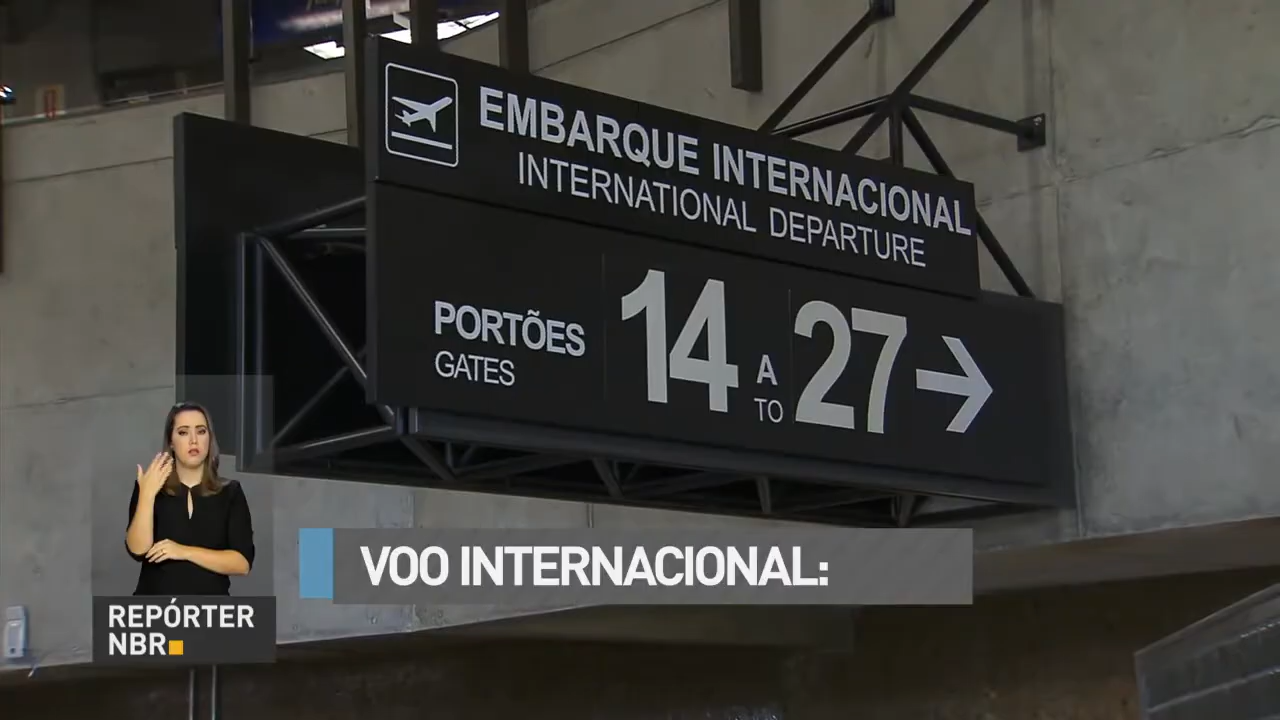 EMBARQUE INTERNACIONAL
INTERNATIONAL DEPARTURE
PORTÕES
GATES
14 A TO 27
VOO INTERNACIONAL:
REPÓRTER
NBR